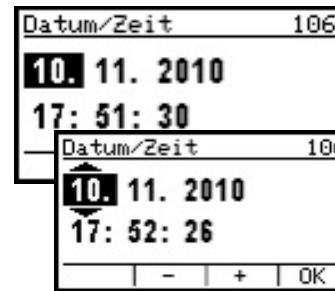 Datum/Zeit 106
10. 11. 2010
17: 51: 30
Datum/Zeit
10. 11. 2010
17: 52: 26
- + OK